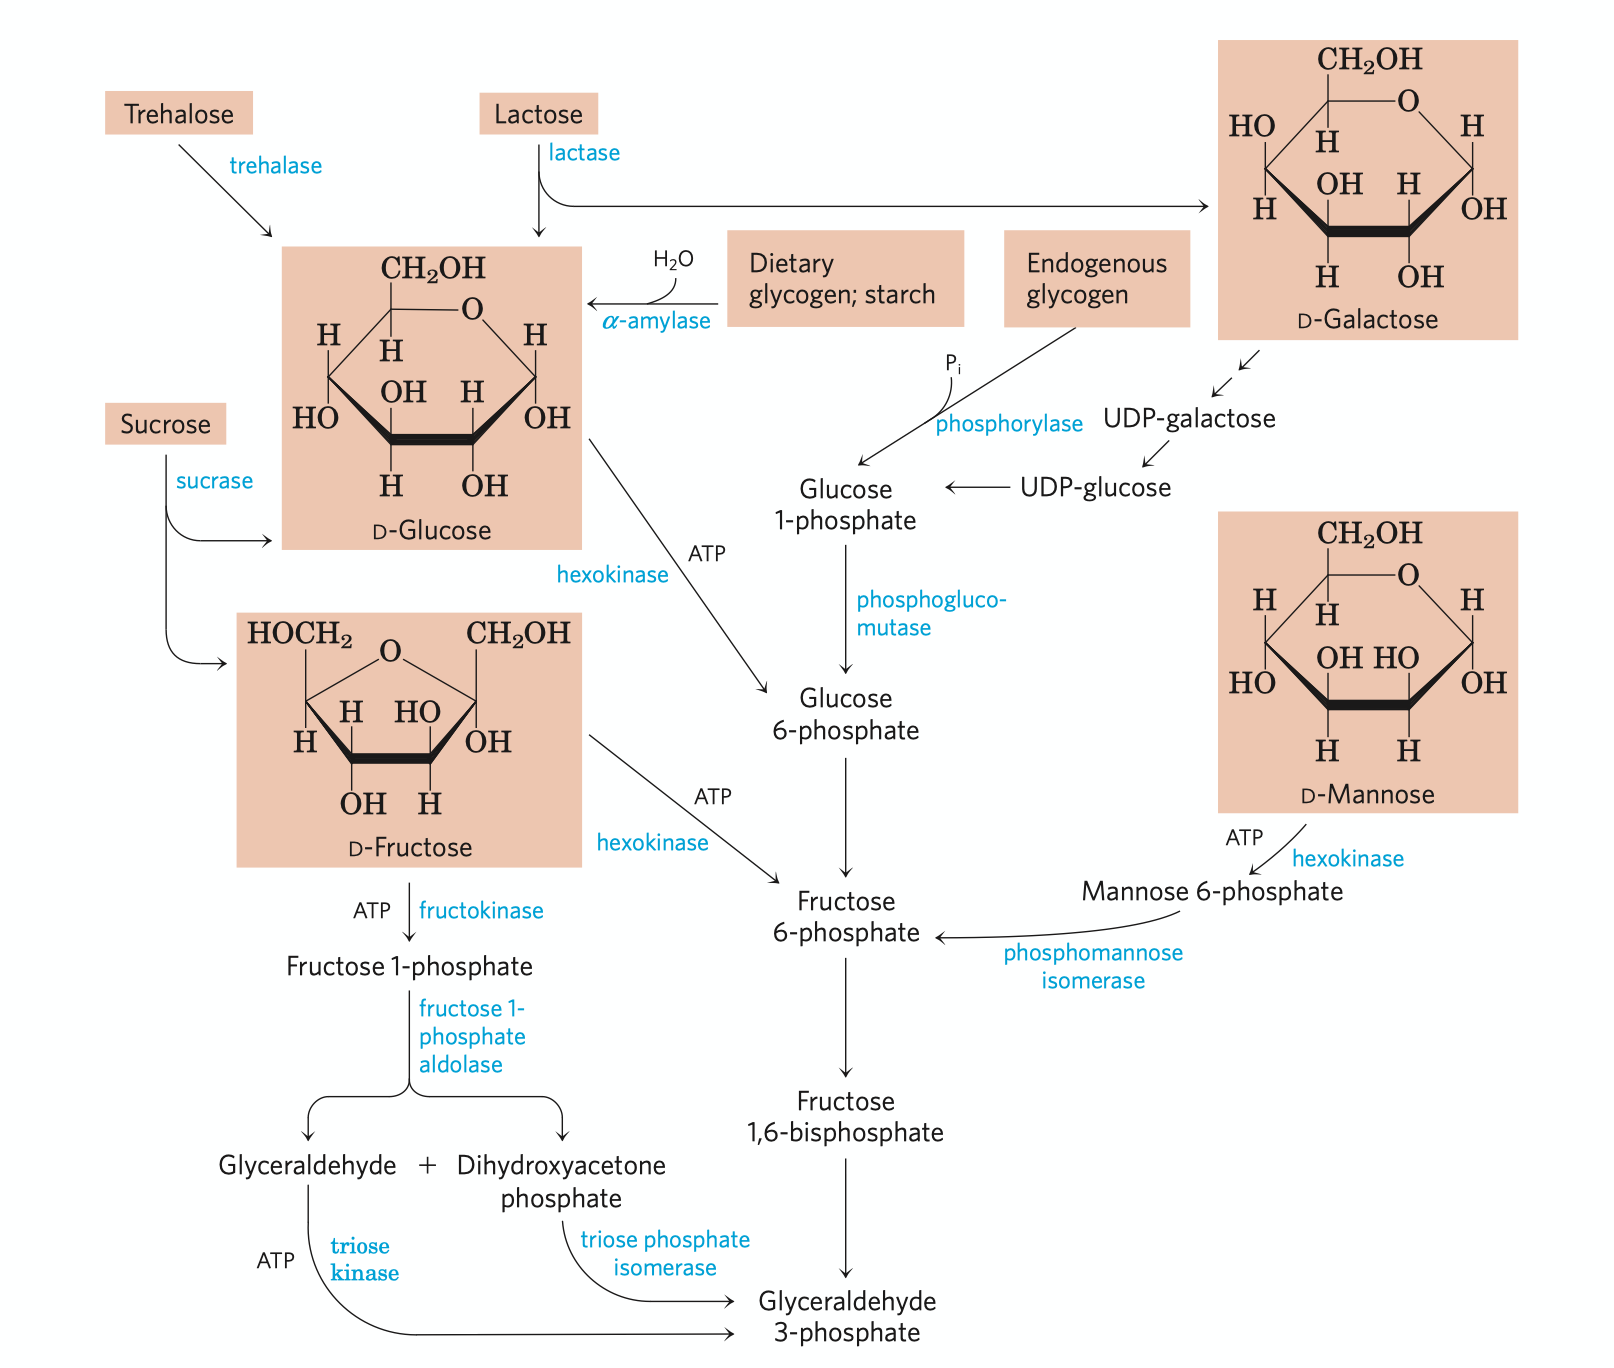 Trehalose
trehalase
Lactose
lactase
CH₂OH
O
HO
H
H
OH
H
H
OH
H
OH
D-Galactose
H₂O
α-amylase
Dietary
glycogen; starch
Endogenous
glycogen
CH₂OH
O
H
H
H
OH
H
HO
OH
H
OH
D-Glucose
Pᵢ
phosphorylase
UDP-galactose
UDP-glucose
Sucrose
sucrase
Glucose
1-phosphate
ATP
hexokinase
phosphogluco-
mutase
CH₂OH
O
H
H
H
OH
HO
HO
OH
H
H
D-Mannose
HOCH₂
CH₂OH
O
H
HO
H
OH
OH
H
D-Fructose
Glucose
6-phosphate
ATP
hexokinase
ATP
hexokinase
Mannose 6-phosphate
phosphomannose
isomerase
Fructose
6-phosphate
ATP
fructokinase
Fructose 1-phosphate
fructose 1-
phosphate
aldolase
Fructose
1,6-bisphosphate
Glyceraldehyde + Dihydroxyacetone
phosphate
ATP
triose
kinase
triose phosphate
isomerase
Glyceraldehyde
3-phosphate